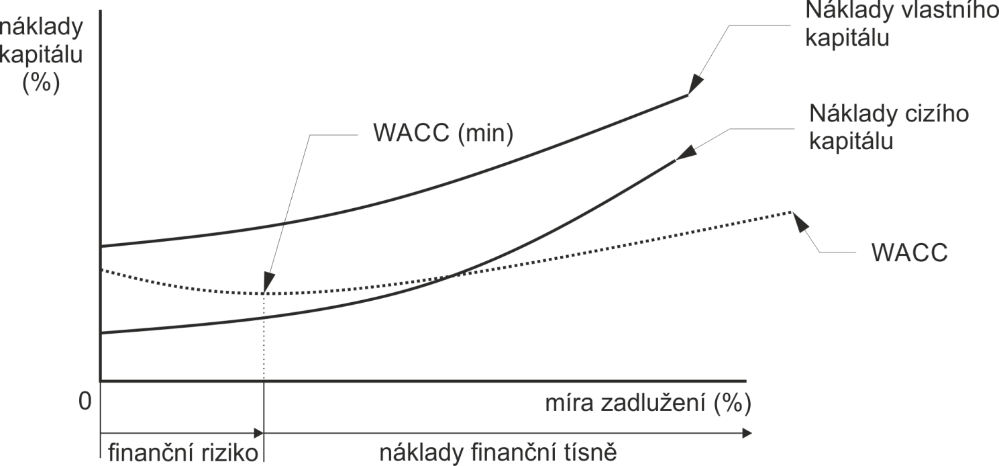 náklady
kapitálu
(%)
Náklady vlastního
kapitálu
WACC (min)
Náklady cizího
kapitálu
WACC
0
míra zadlužení (%)
finanční riziko
náklady finanční tísně